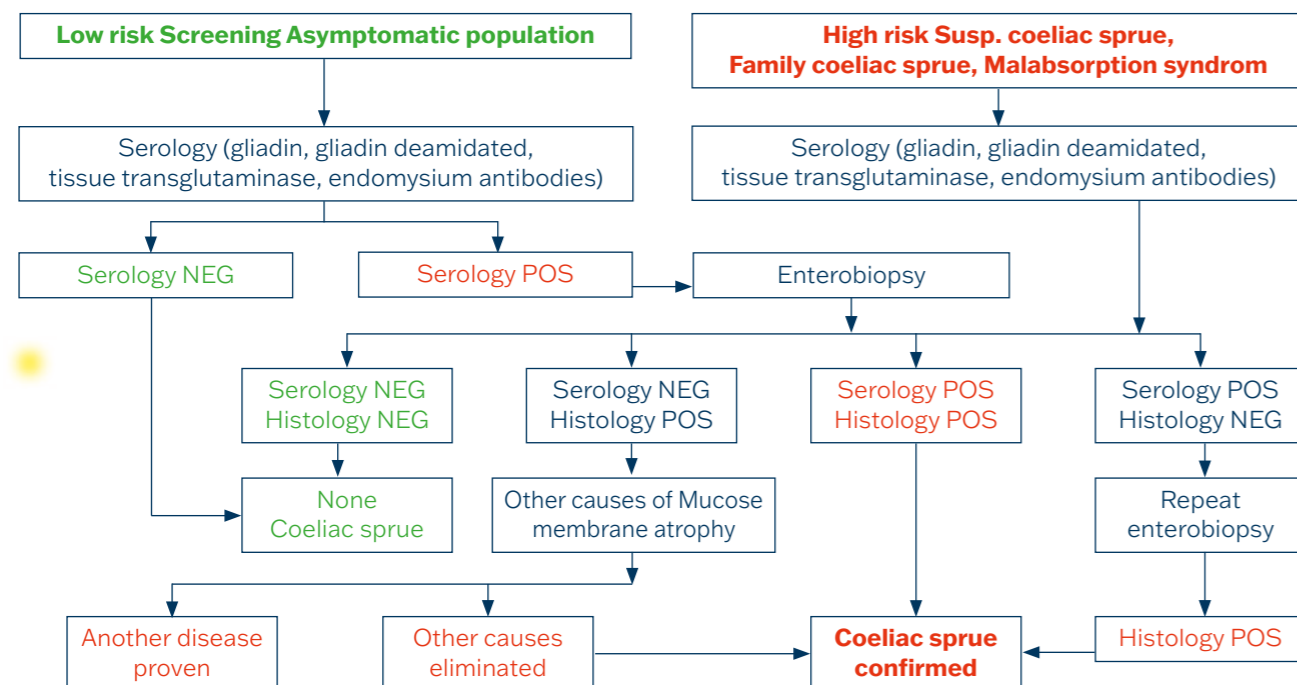 Low risk Screening Asymptomatic population
High risk Susp. coeliac sprue,
Family coeliac sprue, Malabsorption syndrom
Serology (gliadin, gliadin deamidated,
tissue transglutaminase, endomysium antibodies)
Serology (gliadin, gliadin deamidated,
tissue transglutaminase, endomysium antibodies)
Serology NEG
Serology POS
Enterobiopsy
Serology NEG
Histology NEG
Serology NEG
Histology POS
Serology POS
Histology POS
Serology POS
Histology NEG
None
Coeliac sprue
Other causes of Mucose
membrane atrophy
Repeat
enterobiopsy
Another disease
proven
Other causes
eliminated
Coeliac sprue
confirmed
Histology POS